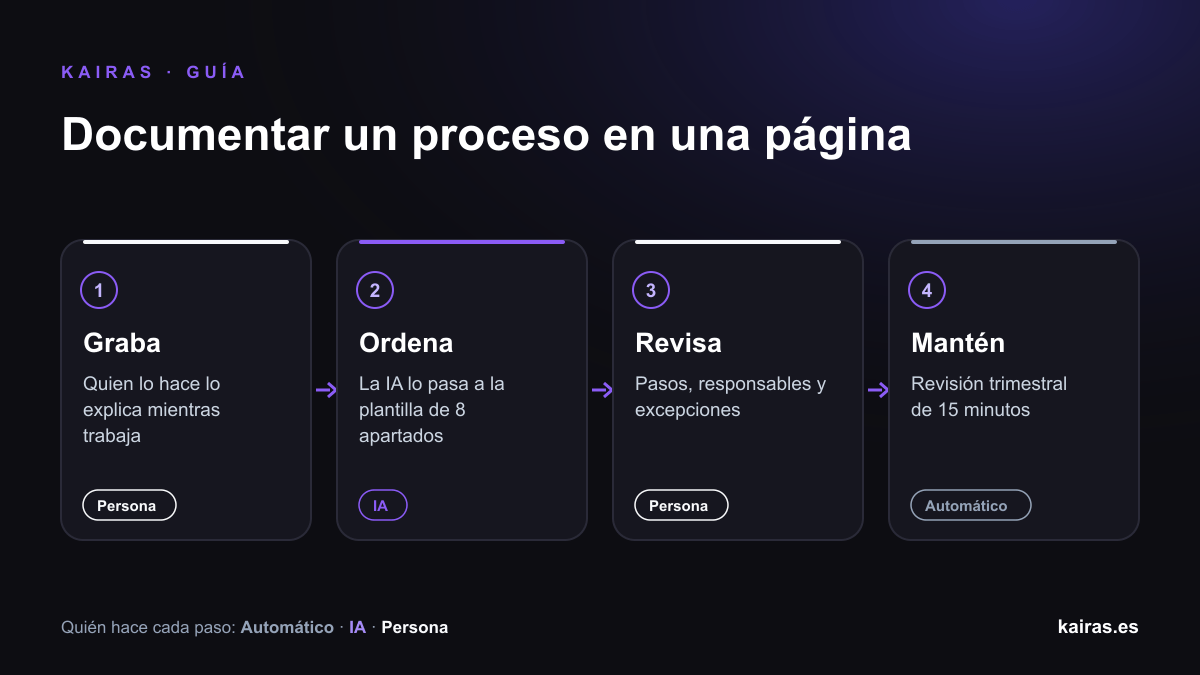 KAIRAS · GUÍA
Documentar un proceso en una página
1
Graba
Quien lo hace lo
explica mientras
trabaja
Persona
2
Ordena
La IA lo pasa a la
plantilla de 8
apartados
IA
3
Revisa
Pasos, responsables y
excepciones
Persona
4
Mantén
Revisión trimestral
de 15 minutos
Automático
Quién hace cada paso: Automático · IA · Persona
kairas.es